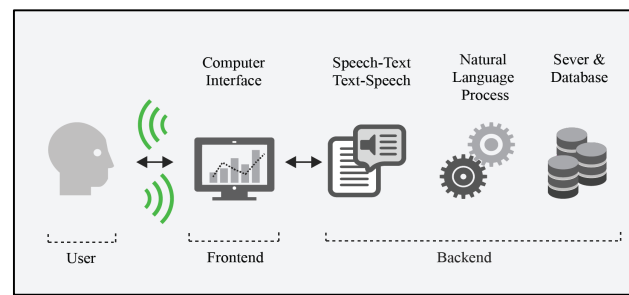 Computer
Interface
Speech-Text
Text-Speech
Natural
Language
Process
Sever &
Database
User
Frontend
Backend